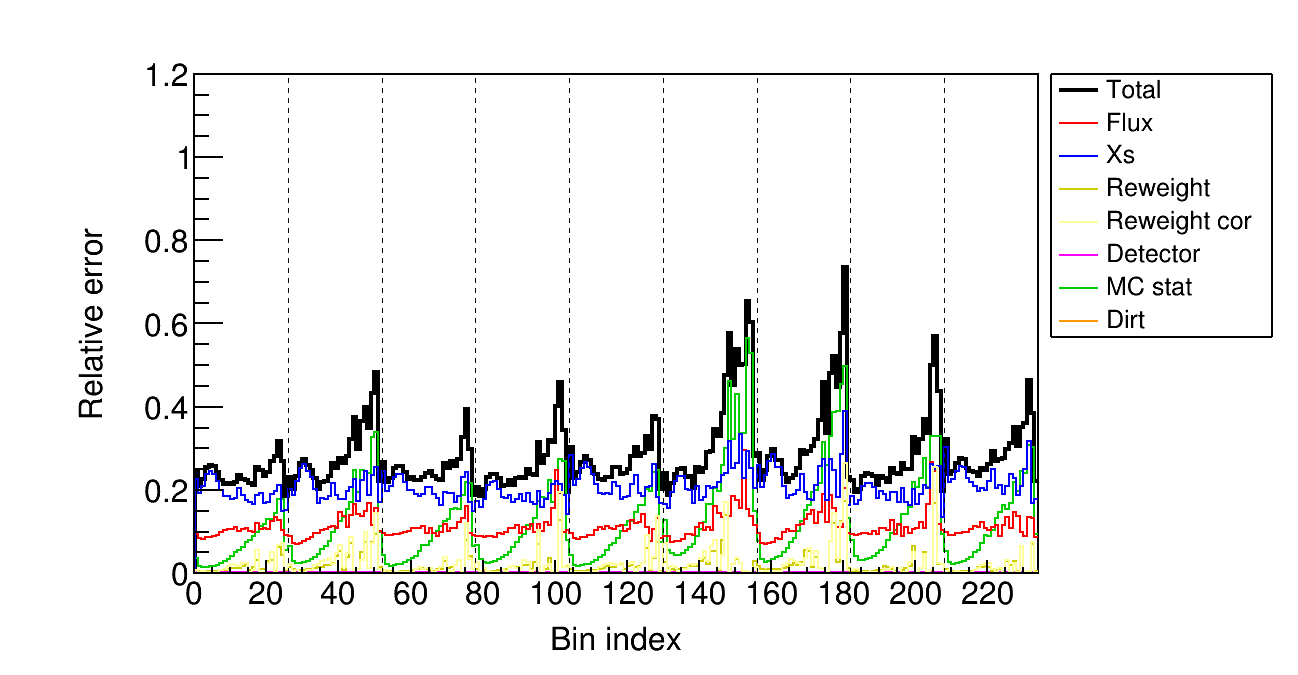 1.2
1
0.8
0.6
0.4
0.2
0
Relative error
0 20 40 60 80 100 120 140 160 180 200 220
Bin index
Total
Flux
Xs
Reweight
Reweight cor
Detector
MC stat
Dirt